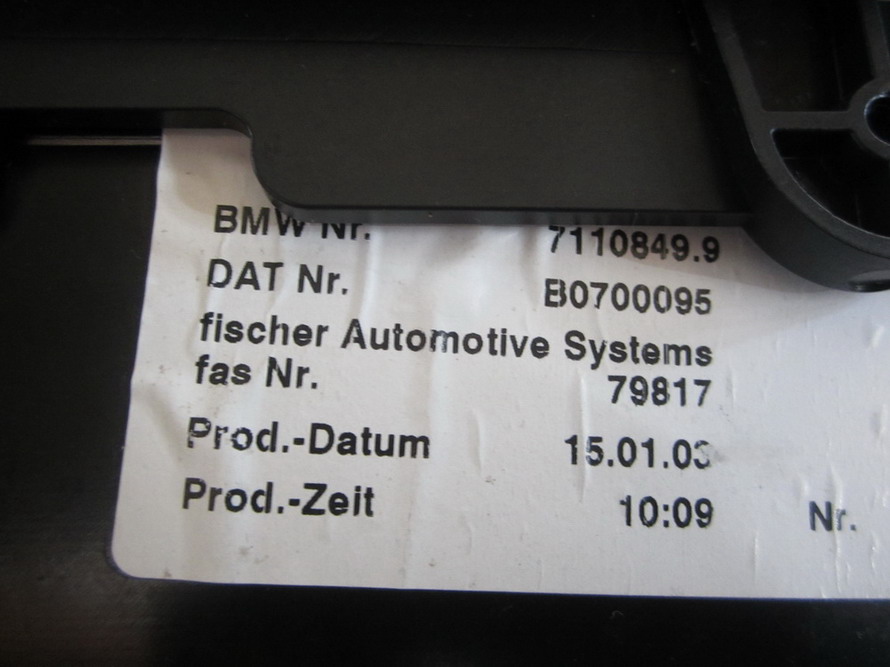 BMW Nr. 7110849.9
DAT Nr. B0700095
fischer Automotive Systems
fas Nr. 79817
Prod.-Datum 15.01.03
Prod.-Zeit 10:09 Nr.